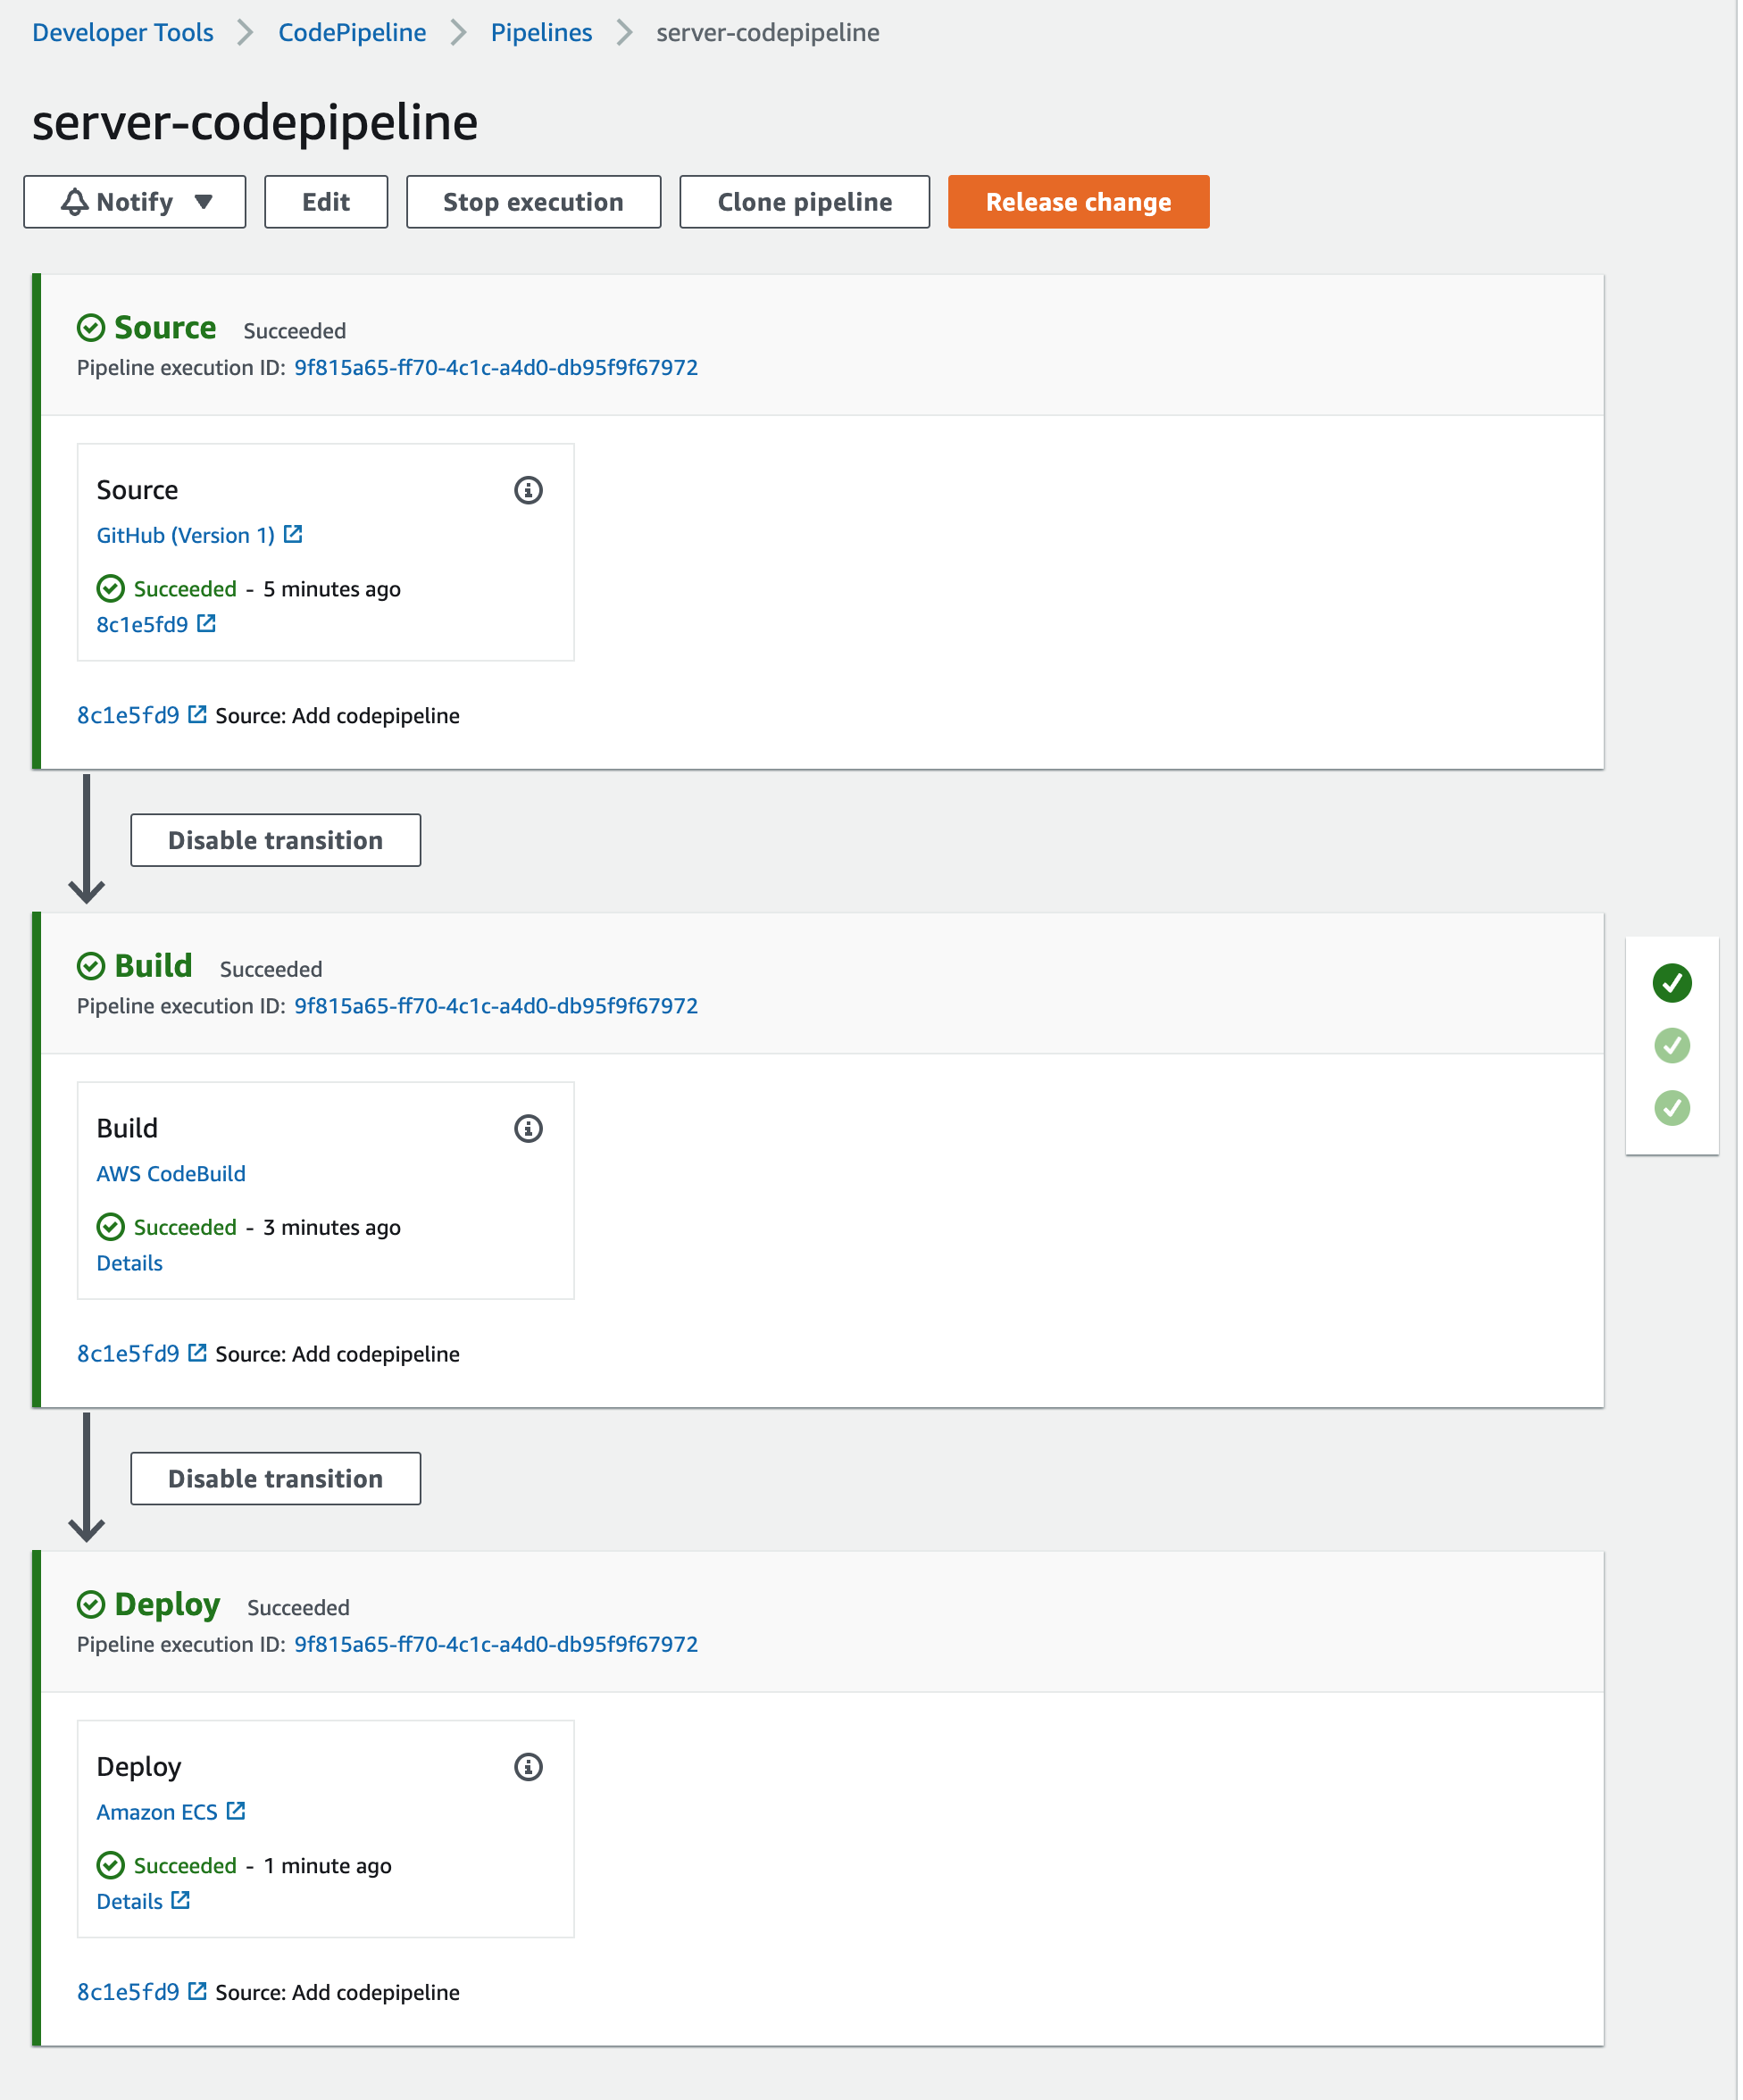 Developer Tools > CodePipeline > Pipelines > server-codepipeline
server-codepipeline
Notify ▼ Edit Stop execution Clone pipeline Release change
Source Succeeded
Pipeline execution ID: 9f815a65-ff70-4c1c-a4d0-db95f9f67972
Source
GitHub (Version 1)
Succeeded - 5 minutes ago
8c1e5fd9
8c1e5fd9 Source: Add codepipeline
Disable transition
Build Succeeded
Pipeline execution ID: 9f815a65-ff70-4c1c-a4d0-db95f9f67972
Build
AWS CodeBuild
Succeeded - 3 minutes ago
Details
8c1e5fd9 Source: Add codepipeline
Disable transition
Deploy Succeeded
Pipeline execution ID: 9f815a65-ff70-4c1c-a4d0-db95f9f67972
Deploy
Amazon ECS
Succeeded - 1 minute ago
Details
8c1e5fd9 Source: Add codepipeline